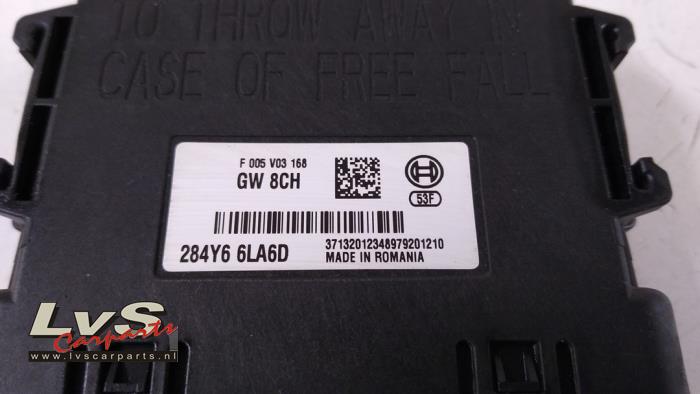 TO THROW AWAY IN
CASE OF FREE FALL
F 005 V03 168
GW 8CH
53F
284Y6 6LA6D
37132012348979201210
MADE IN ROMANIA
LvS
Carparts
www.lvscarparts.nl